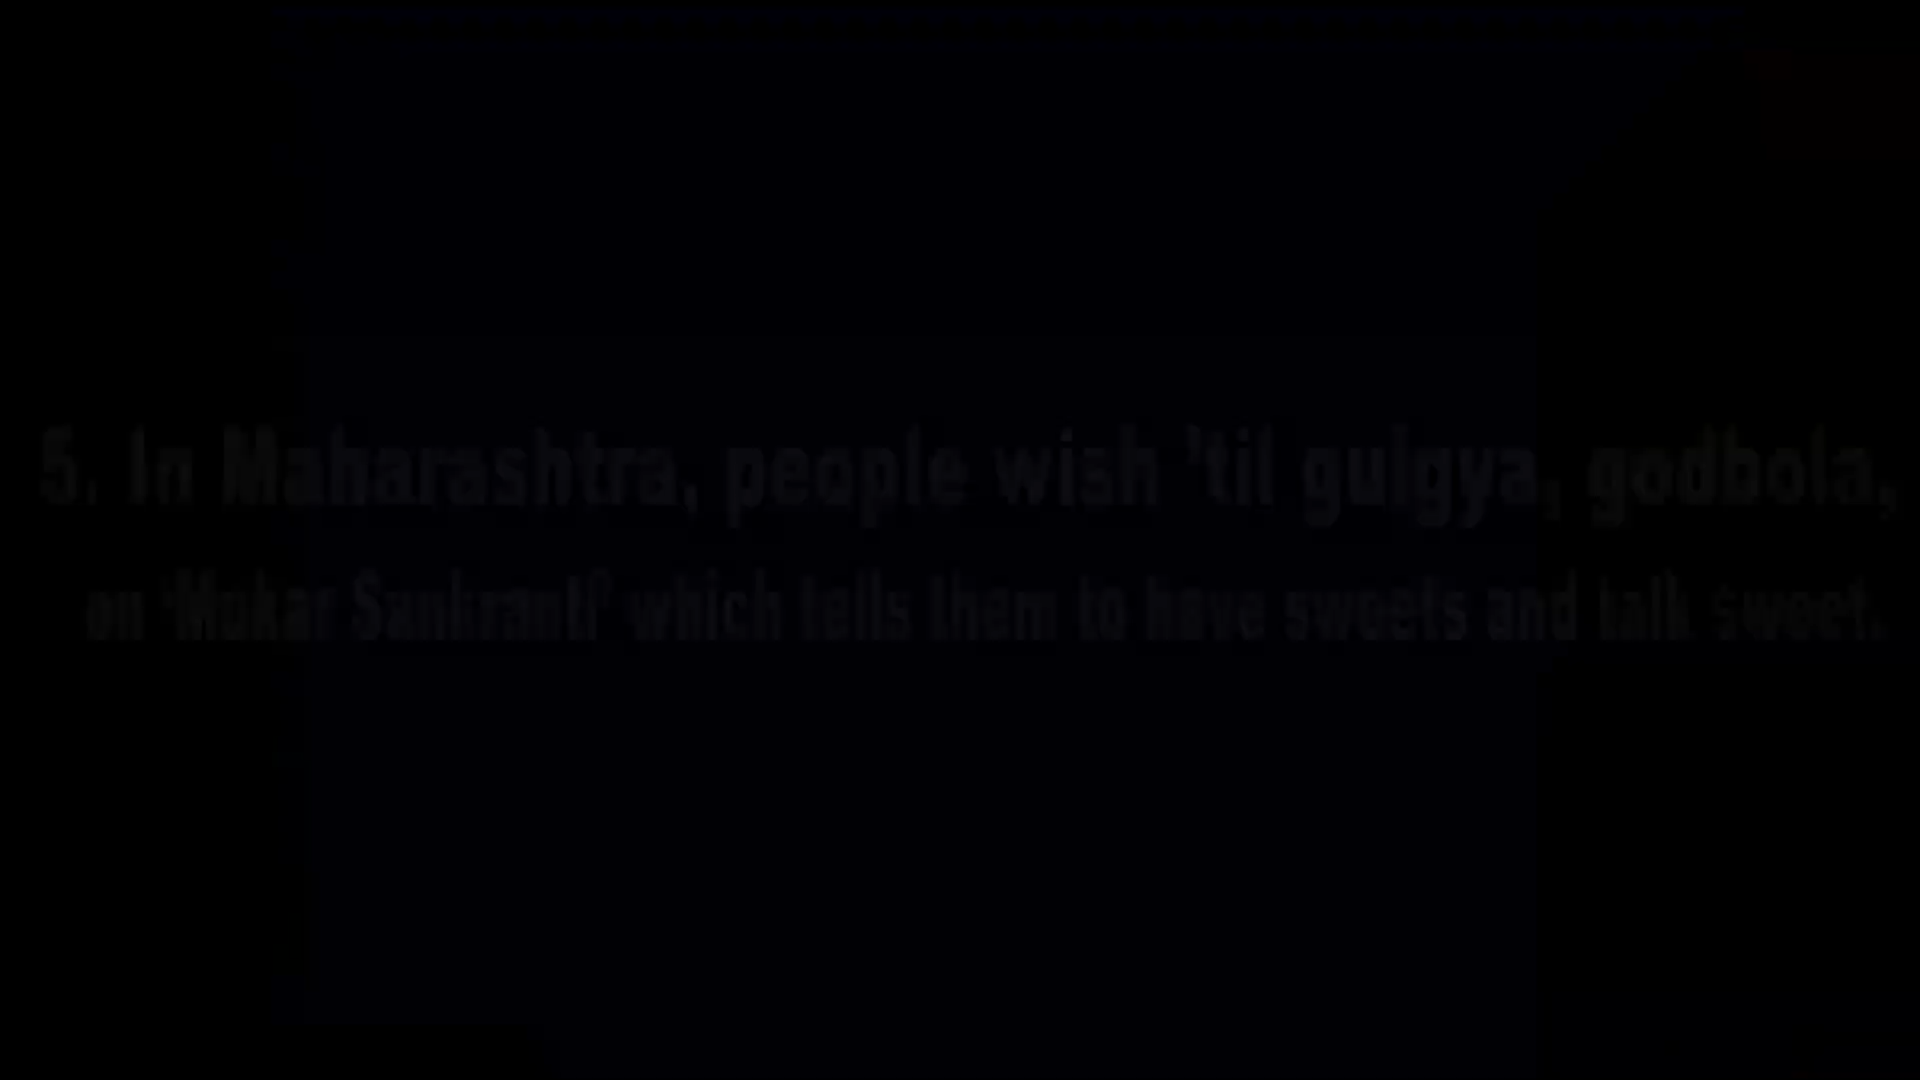 5. In Maharashtra, people wish 'til gulgya, godbola,
on 'Makar Sankranti' which tells them to have sweets and talk sweet.